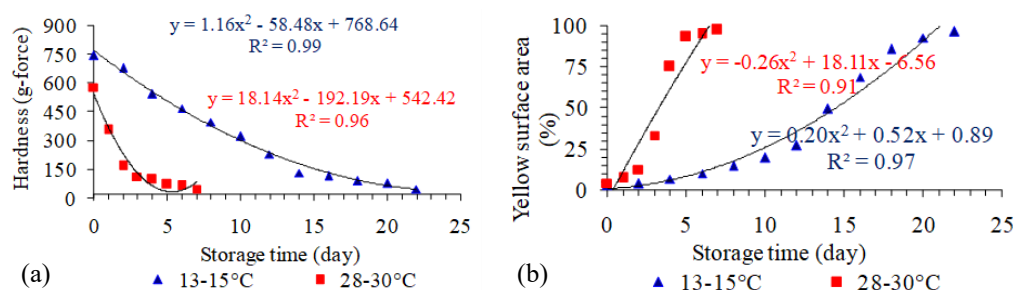 Hardness (g-force)
900
750
600
450
300
150
0
y = 1.16x² - 58.48x + 768.64
R² = 0.99
y = 18.14x² - 192.19x + 542.42
R² = 0.96
0 5 10 15 20 25
Storage time (day)
(a) 13-15°C 28-30°C
Yellow surface area
(%)
100
75
50
25
0
y = -0.26x² + 18.11x - 6.56
R² = 0.91
y = 0.20x² + 0.52x + 0.89
R² = 0.97
0 5 10 15 20 25
Storage time (day)
(b) 13-15°C 28-30°C